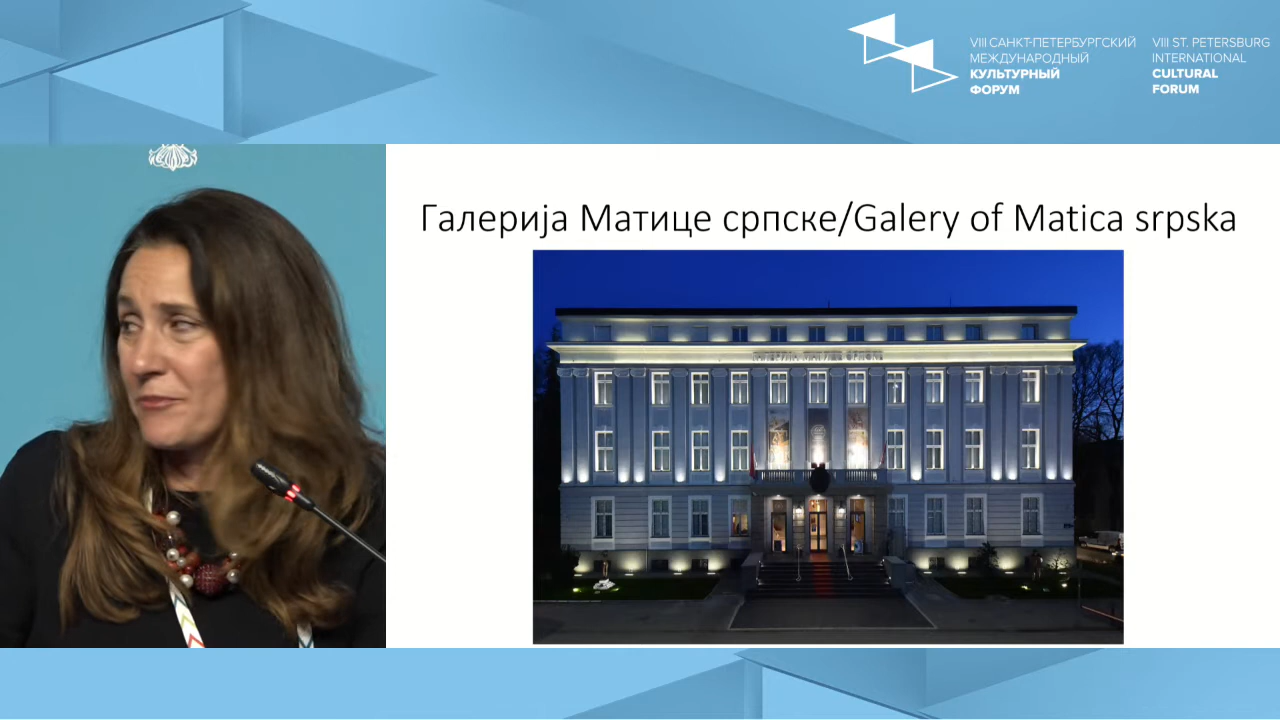 VIII САНКТ-ПЕТЕРБУРГСКИЙ
МЕЖДУНАРОДНЫЙ
КУЛЬТУРНЫЙ
ФОРУМ
VIII ST. PETERSBURG
INTERNATIONAL
CULTURAL
FORUM
Галерија Матице српске/Galery of Matica srpska